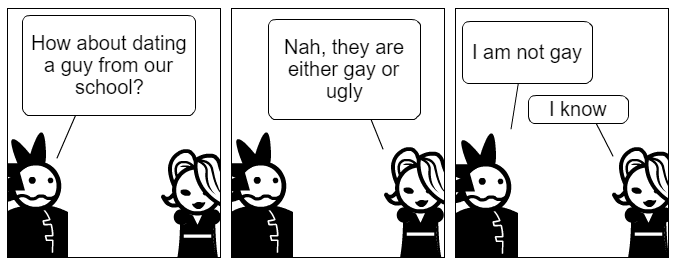 How about dating
a guy from our
school?
Nah, they are
either gay or
ugly
I am not gay
I know